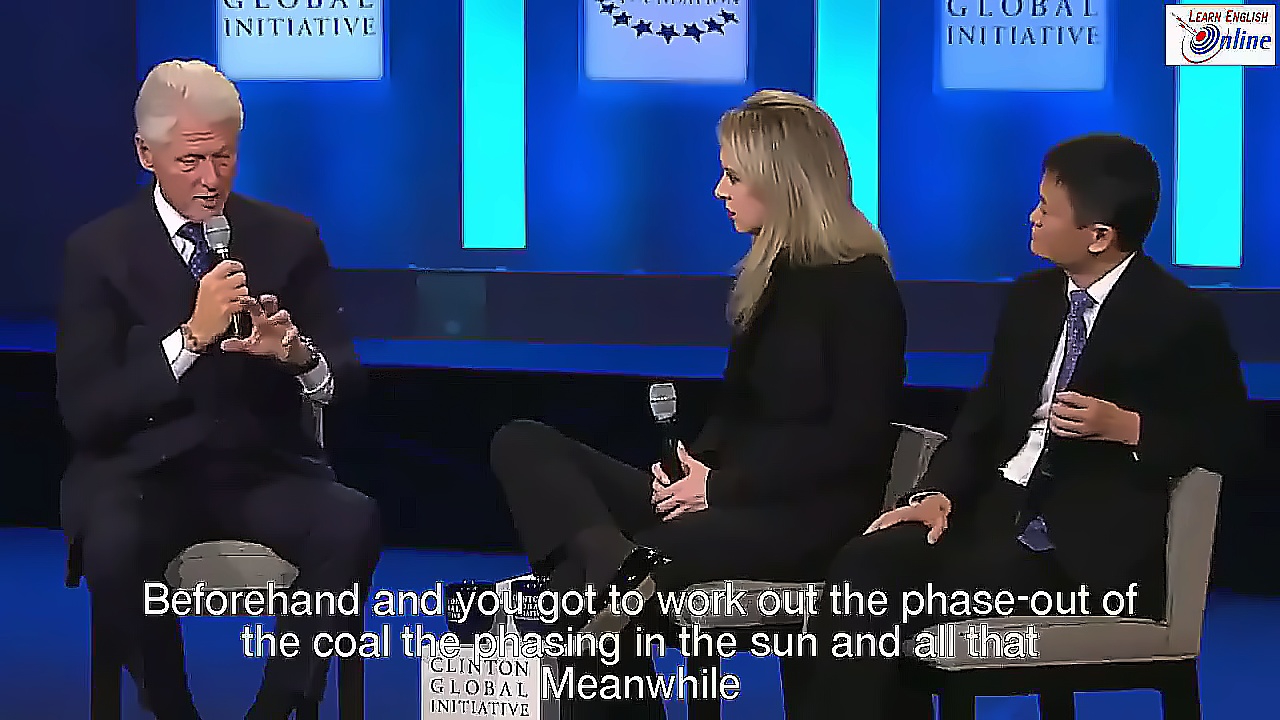 GLOBAL
INITIATIVE
GLOBAL
INITIATIVE
LEARN ENGLISH
Online
Beforehand and you got to work out the phase-out of
the coal the phasing in the sun and all that
Meanwhile
CLINTON
GLOBAL
INITIATIVE